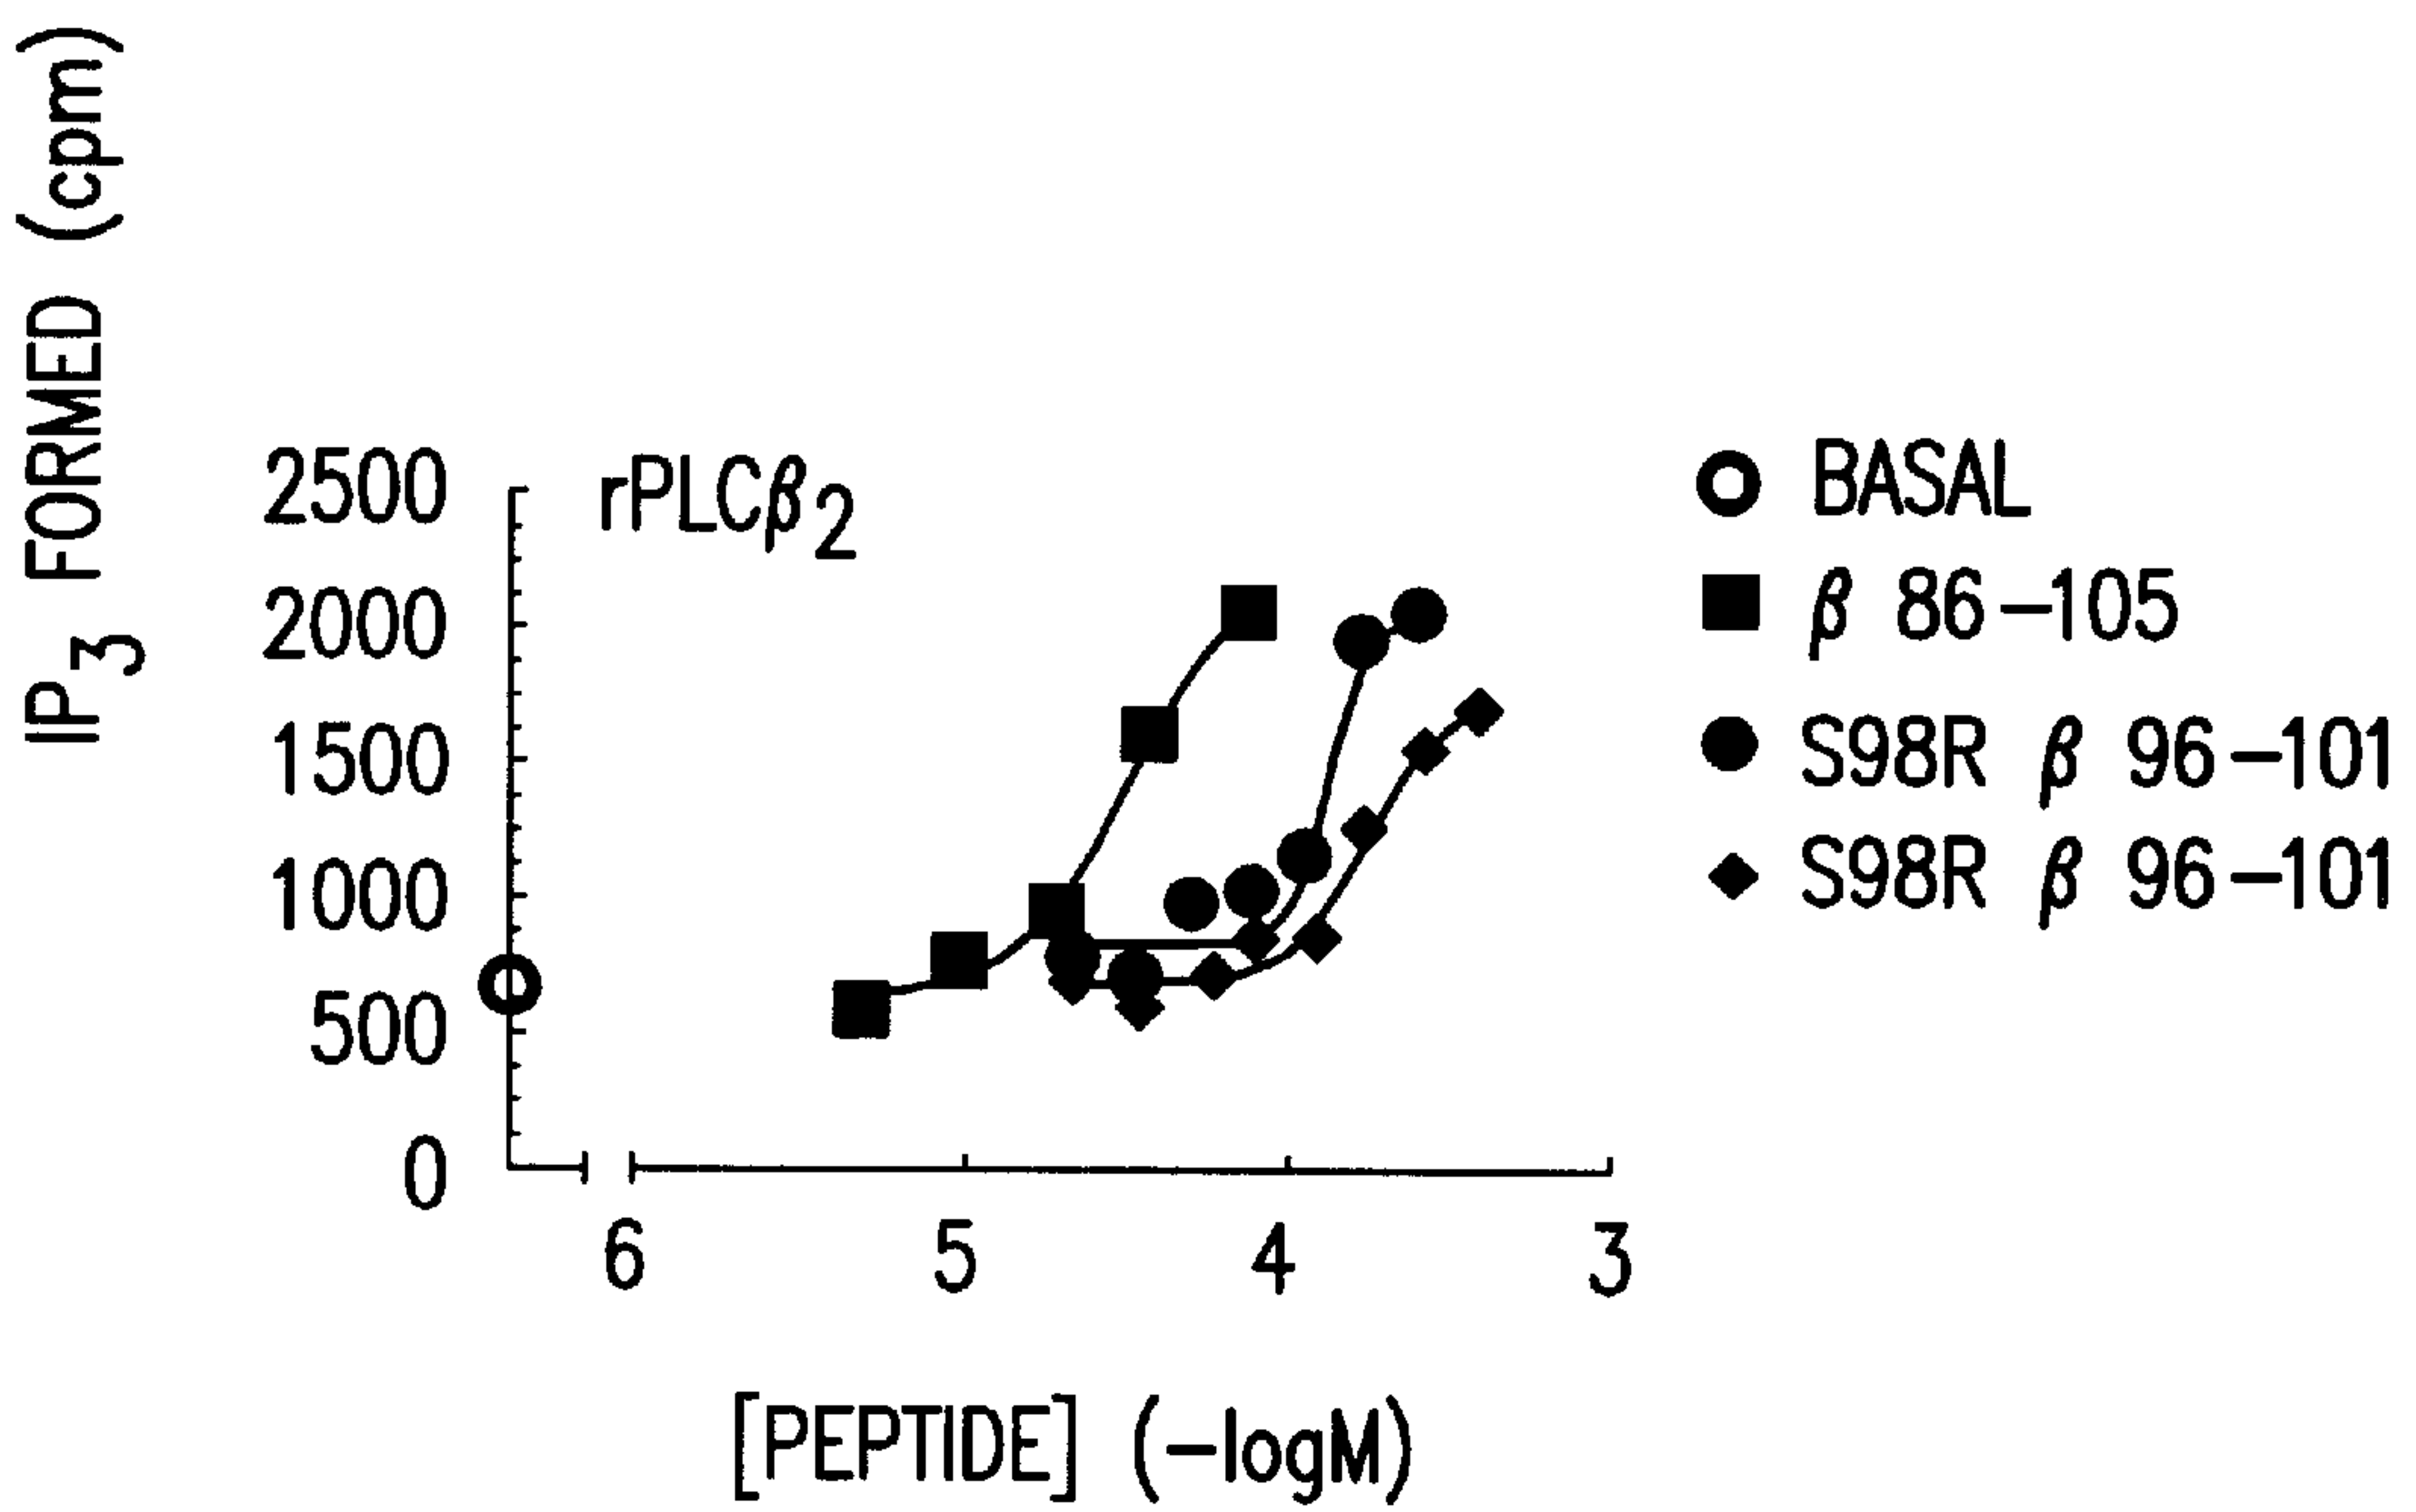 IP3 FORMED (cpm)
2500
2000
1500
1000
500
0
rPLCβ2
6 5 4 3
[PEPTIDE] (-logM)
BASAL
β 86-105
S98R β 96-101
S98R β 96-101